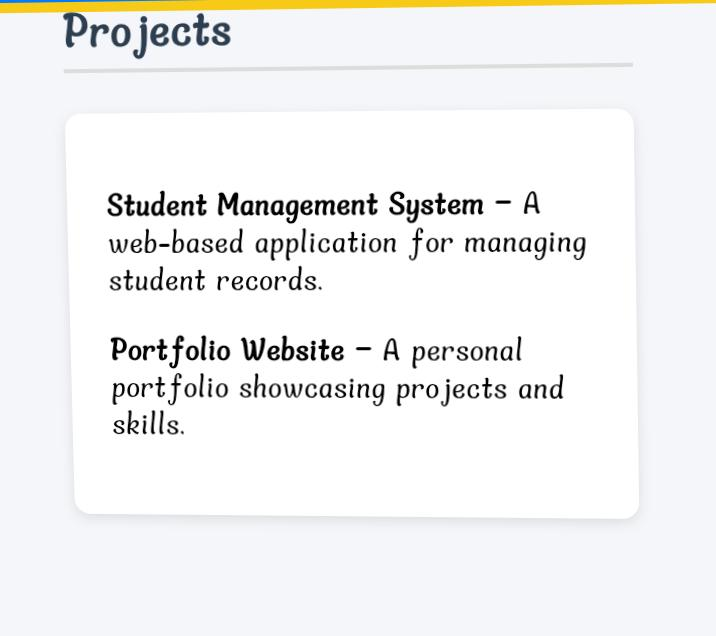 Projects
Student Management System – A
web-based application for managing
student records.
Portfolio Website – A personal
portfolio showcasing projects and
skills.